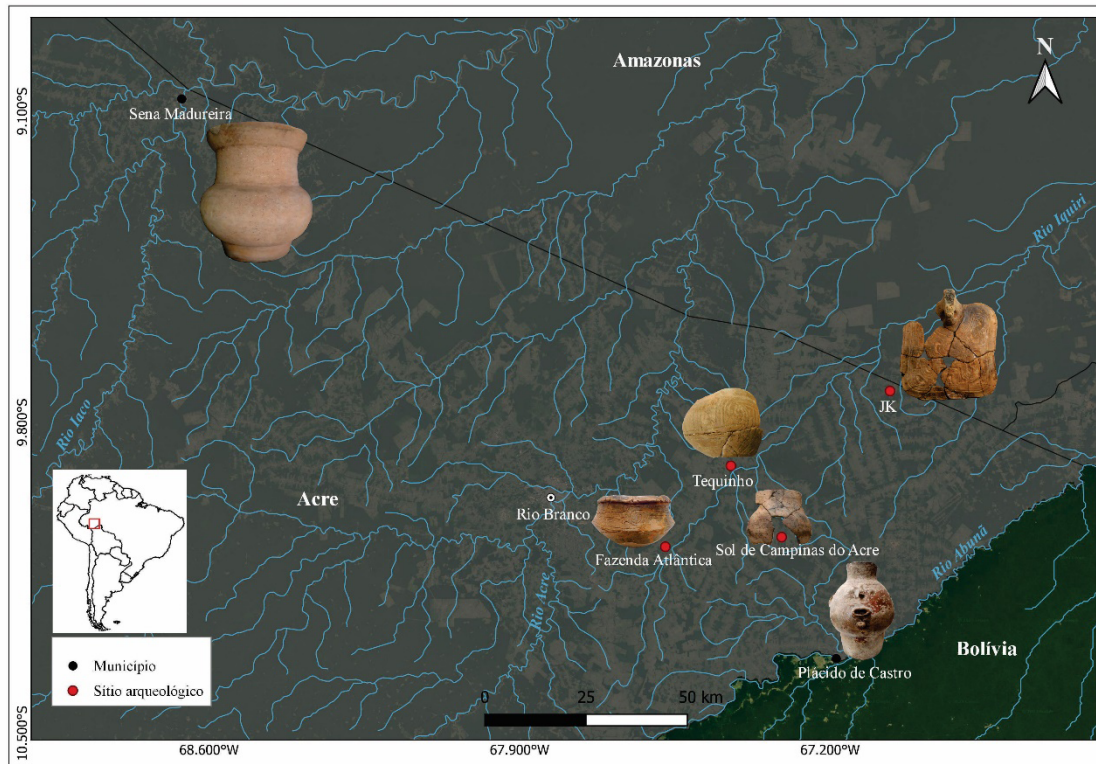 Amazonas
N
9.100°S
Sena Madureira
Rio Iquiri
JK
9.800°S
Rio Iaco
Tequinho
Acre
Rio Branco
Fazenda Atlântica
Sol de Campinas do Acre
Rio Abunã
Rio Acre
Bolívia
Município
Sítio arqueológico
Plácido de Castro
0 25 50 km
10.500°S
68.600°W 67.900°W 67.200°W